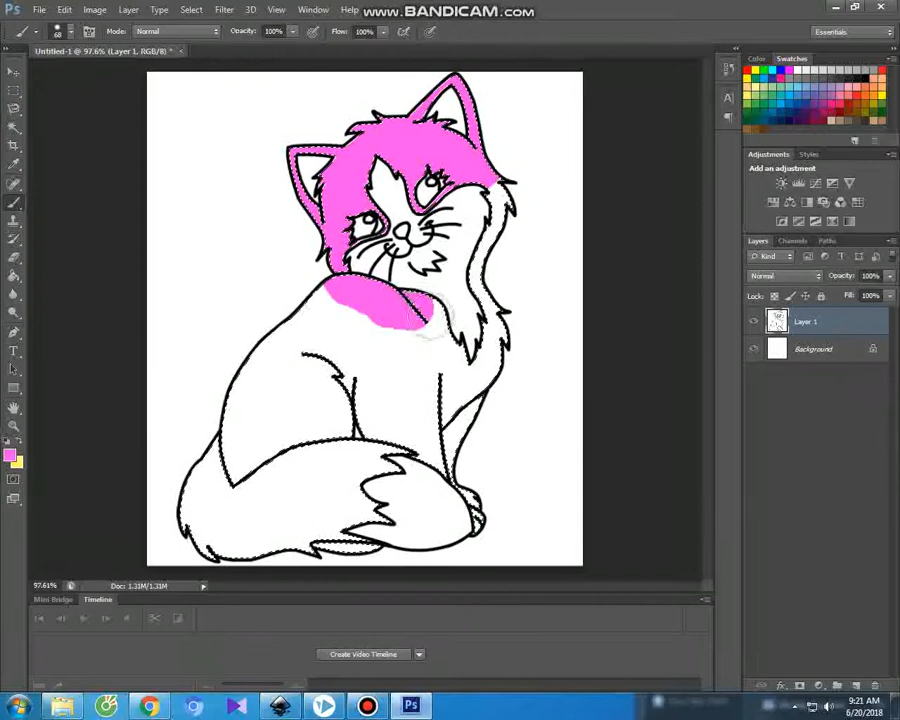 Ps File Edit Image Layer Type Select Filter 3D View Window Help
www.BANDICAM.com
68 Mode: Normal Opacity: 100% Flow: 100% Essentials
Untitled-1 @ 97.6% (Layer 1, RGB/8) * ×
Color Swatches
Adjustments Styles
Add an adjustment
Layers Channels Paths
Kind
Normal Opacity: 100%
Lock: Fill: 100%
Layer 1
Background
97.61% Doc: 1.31M/1.31M
Mini Bridge Timeline
Create Video Timeline
Ps
9:21 AM
6/20/2018